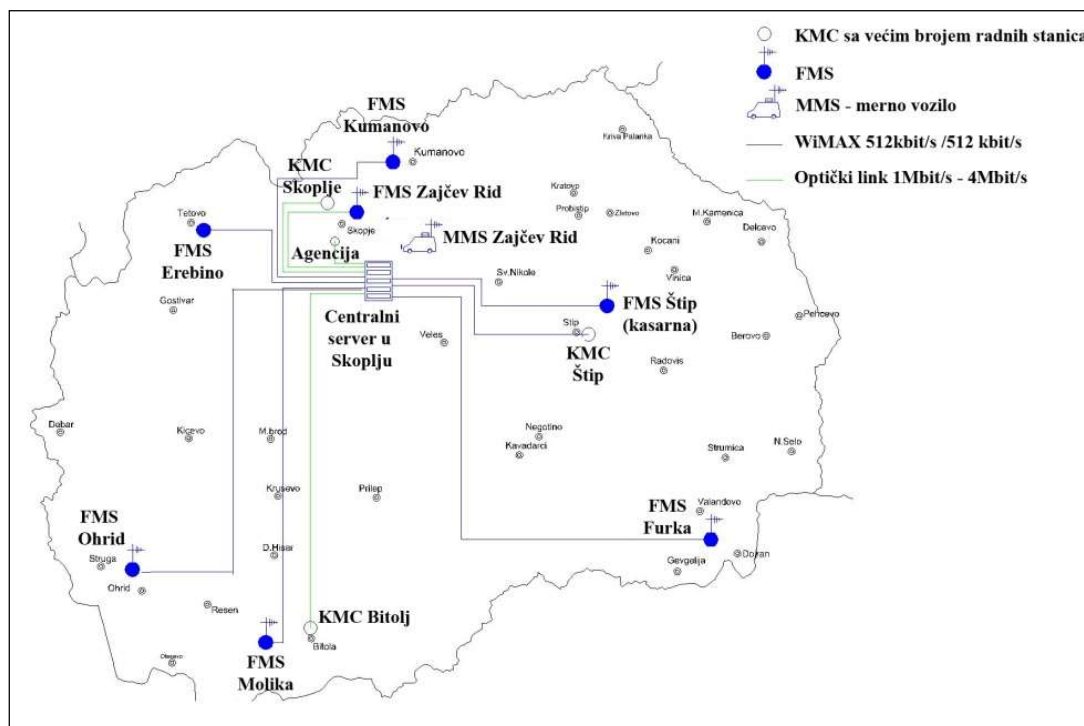 KMC sa većim brojem radnih stanica
FMS
MMS - merno vozilo
WiMAX 512kbit/s /512 kbit/s
Optički link 1Mbit/s - 4Mbit/s
FMS
Kumanovo
Kumanovo
Kriva Palanka
KMC
Skoplje
FMS Zajčev Rid
Kratovo
Probistip
Zletovo
M.Kamenica
Delcevo
Tetovo
Skopje
MMS Zajčev Rid
Agencija
Kocani
Vinica
FMS
Erebino
Sv.Nikole
Gostivar
Centralni
server u
Skoplju
FMS Štip
(kasarna)
Stip
KMC
Štip
Veles
Pehcevo
Berovo
Radovis
Debar
Kicevo
M.brod
Negotino
Kavadarci
Strumica
N.Selo
Krusevo
Prilep
Valandovo
FMS
Furka
FMS
Ohrid
Struga
Ohrid
D.Hisar
Dojran
Gevgelija
Resen
KMC Bitolj
Bitola
FMS
Molika